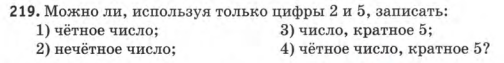 219. Можно ли, используя только цифры 2 и 5, записать:
1) чётное число; 3) число, кратное 5;
2) нечётное число; 4) чётное число, кратное 5?